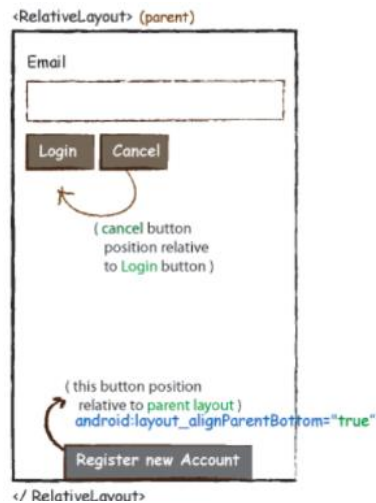 <RelativeLayout> (parent)
Email
Login
Cancel
( cancel button
position relative
to Login button )
( this button position
relative to parent layout )
android:layout_alignParentBottom="true"
Register new Account
</ RelativeLayout>